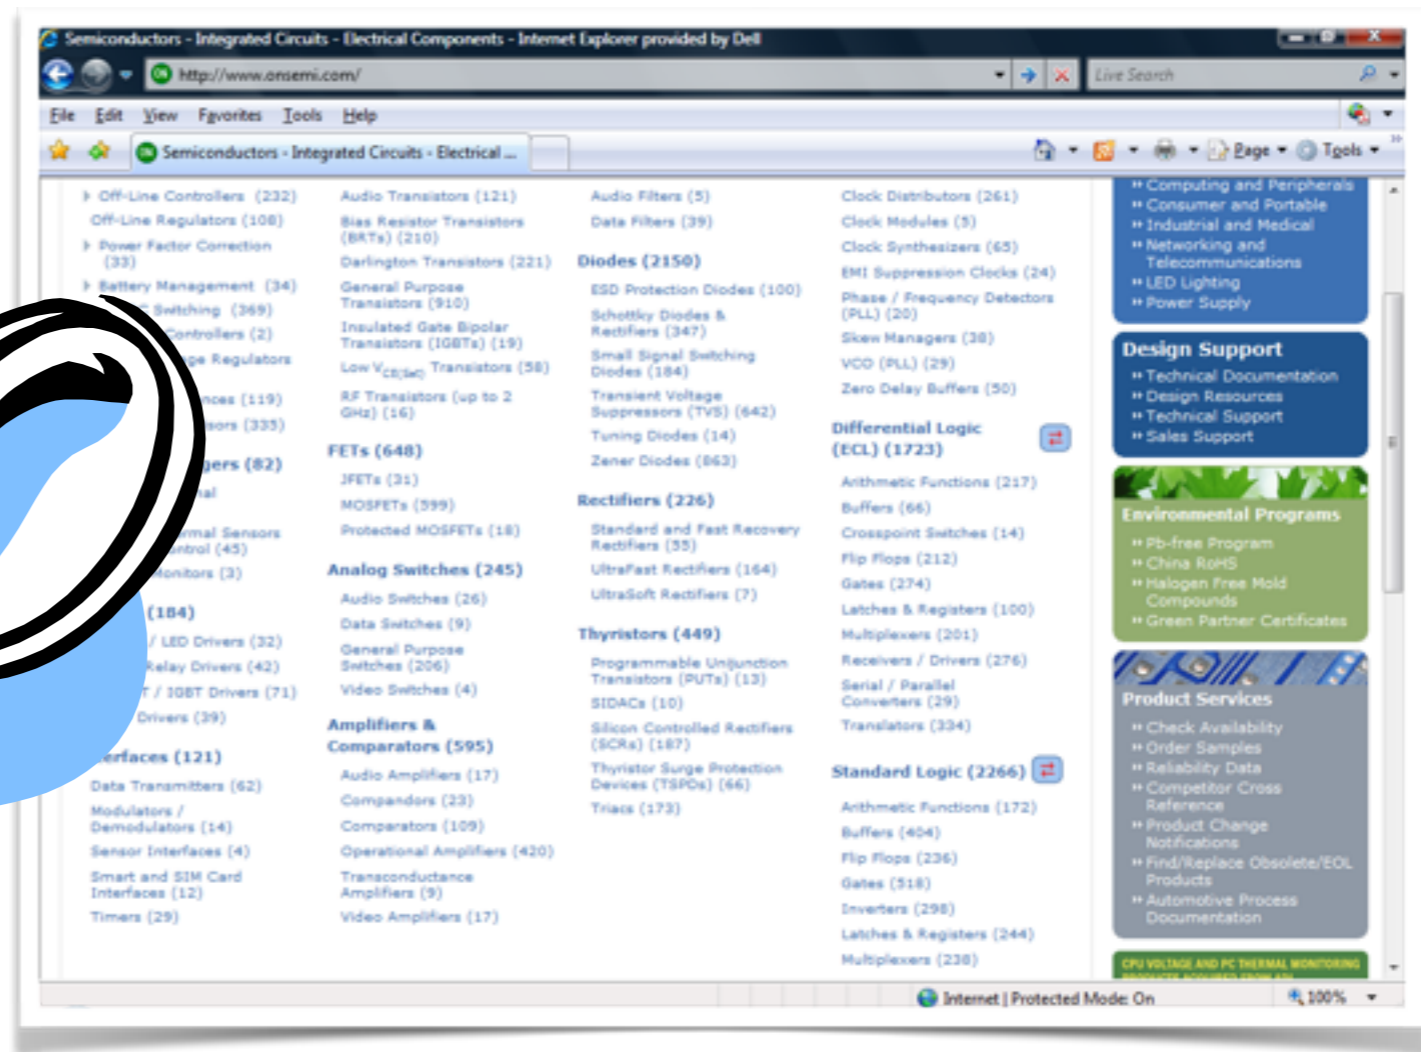 Semiconductors - Integrated Circuits - Electrical Components - Internet Explorer provided by Dell
http://www.onsemi.com/
Live Search
File Edit View Favorites Tools Help
Semiconductors - Integrated Circuits - Electrical ...
Page Tools
Off-Line Controllers (232)
Off-Line Regulators (108)
Power Factor Correction
(33)
Battery Management (34)
Switching (369)
Controllers (2)
Regulators
(119)
(335)
(82)
Sensors
(45)
Monitors (3)
(184)
/ LED Drivers (32)
Relay Drivers (42)
/ IGBT Drivers (71)
Drivers (39)
erfaces (121)
Data Transmitters (62)
Modulators /
Demodulators (14)
Sensor Interfaces (4)
Smart and SIM Card
Interfaces (12)
Timers (29)
Audio Transistors (121)
Bias Resistor Transistors
(BRTs) (210)
Darlington Transistors (221)
General Purpose
Transistors (910)
Insulated Gate Bipolar
Transistors (IGBTs) (19)
Low VCE(Sat) Transistors (58)
RF Transistors (up to 2
GHz) (16)
FETs (648)
JFETs (31)
MOSFETs (599)
Protected MOSFETs (18)
Analog Switches (245)
Audio Switches (26)
Data Switches (9)
General Purpose
Switches (206)
Video Switches (4)
Amplifiers &
Comparators (595)
Audio Amplifiers (17)
Compandors (23)
Comparators (109)
Operational Amplifiers (420)
Transconductance
Amplifiers (9)
Video Amplifiers (17)
Audio Filters (5)
Data Filters (39)
Diodes (2150)
ESD Protection Diodes (100)
Schottky Diodes &
Rectifiers (347)
Small Signal Switching
Diodes (184)
Transient Voltage
Suppressors (TVS) (642)
Tuning Diodes (14)
Zener Diodes (863)
Rectifiers (226)
Standard and Fast Recovery
Rectifiers (55)
UltraFast Rectifiers (164)
UltraSoft Rectifiers (7)
Thyristors (449)
Programmable Unijunction
Transistors (PUTs) (13)
SIDACs (10)
Silicon Controlled Rectifiers
(SCRs) (187)
Thyristor Surge Protection
Devices (TSPDs) (66)
Triacs (173)
Clock Distributors (261)
Clock Modules (5)
Clock Synthesizers (65)
EMI Suppression Clocks (24)
Phase / Frequency Detectors
(PLL) (20)
Skew Managers (38)
VCO (PLL) (29)
Zero Delay Buffers (50)
Differential Logic
(ECL) (1723)
Arithmetic Functions (217)
Buffers (66)
Crosspoint Switches (14)
Flip Flops (212)
Gates (274)
Latches & Registers (100)
Multiplexers (201)
Receivers / Drivers (276)
Serial / Parallel
Converters (29)
Translators (334)
Standard Logic (2266)
Arithmetic Functions (172)
Buffers (404)
Flip Flops (236)
Gates (518)
Inverters (298)
Latches & Registers (244)
Multiplexers (238)
Computing and Peripherals
Consumer and Portable
Industrial and Medical
Networking and
Telecommunications
LED Lighting
Power Supply
Design Support
Technical Documentation
Design Resources
Technical Support
Sales Support
Environmental Programs
Pb-free Program
China RoHS
Halogen Free Mold
Compounds
Green Partner Certificates
Product Services
Check Availability
Order Samples
Reliability Data
Competitor Cross
Reference
Product Change
Notifications
Find/Replace Obsolete/EOL
Products
Automotive Process
Documentation
CPU VOLTAGE AND PC THERMAL MONITORING
Internet | Protected Mode: On
100%